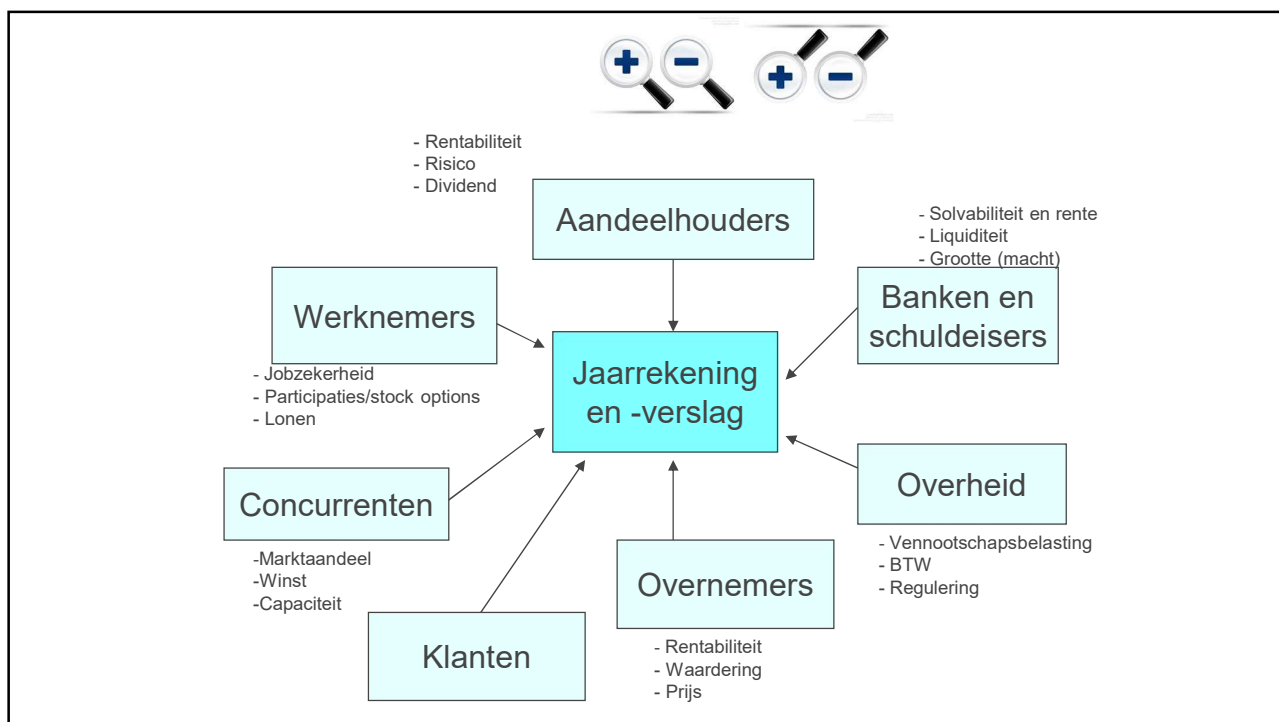 - Rentabiliteit
- Risico
- Dividend
Aandeelhouders
- Solvabiliteit en rente
- Liquiditeit
- Grootte (macht)
Banken en
schuldeisers
Werknemers
- Jobzekerheid
- Participaties/stock options
- Lonen
Jaarrekening
en -verslag
Concurrenten
-Marktaandeel
-Winst
-Capaciteit
Overheid
- Vennootschapsbelasting
- BTW
- Regulering
Klanten
Overnemers
- Rentabiliteit
- Waardering
- Prijs